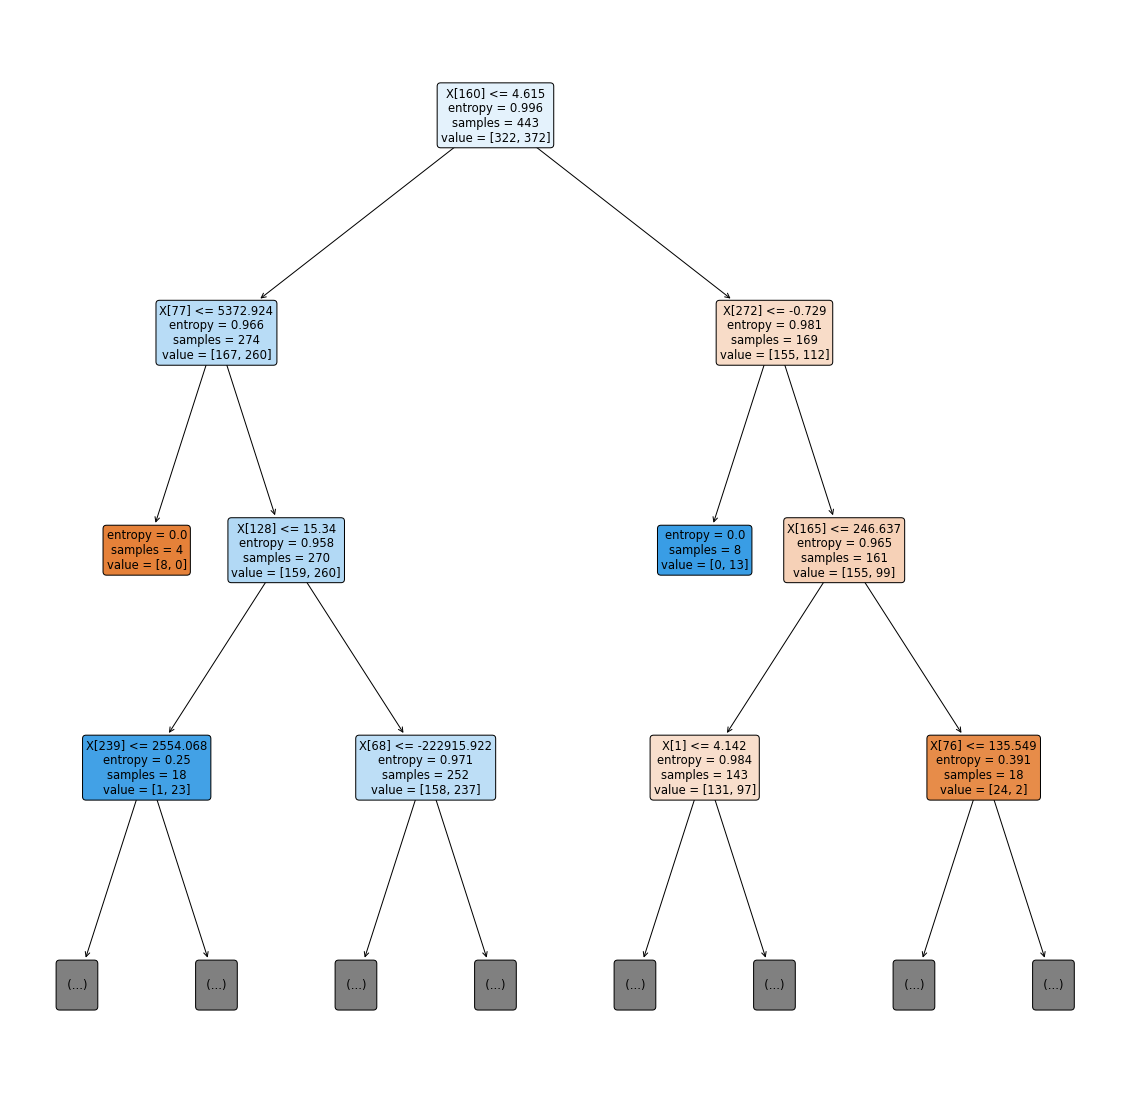 X[160] <= 4.615
entropy = 0.996
samples = 443
value = [322, 372]
X[77] <= 5372.924
entropy = 0.966
samples = 274
value = [167, 260]
X[272] <= -0.729
entropy = 0.981
samples = 169
value = [155, 112]
entropy = 0.0
samples = 4
value = [8, 0]
X[128] <= 15.34
entropy = 0.958
samples = 270
value = [159, 260]
entropy = 0.0
samples = 8
value = [0, 13]
X[165] <= 246.637
entropy = 0.965
samples = 161
value = [155, 99]
X[239] <= 2554.068
entropy = 0.25
samples = 18
value = [1, 23]
X[68] <= -222915.922
entropy = 0.971
samples = 252
value = [158, 237]
X[1] <= 4.142
entropy = 0.984
samples = 143
value = [131, 97]
X[76] <= 135.549
entropy = 0.391
samples = 18
value = [24, 2]
(...)
(...)
(...)
(...)
(...)
(...)
(...)
(...)